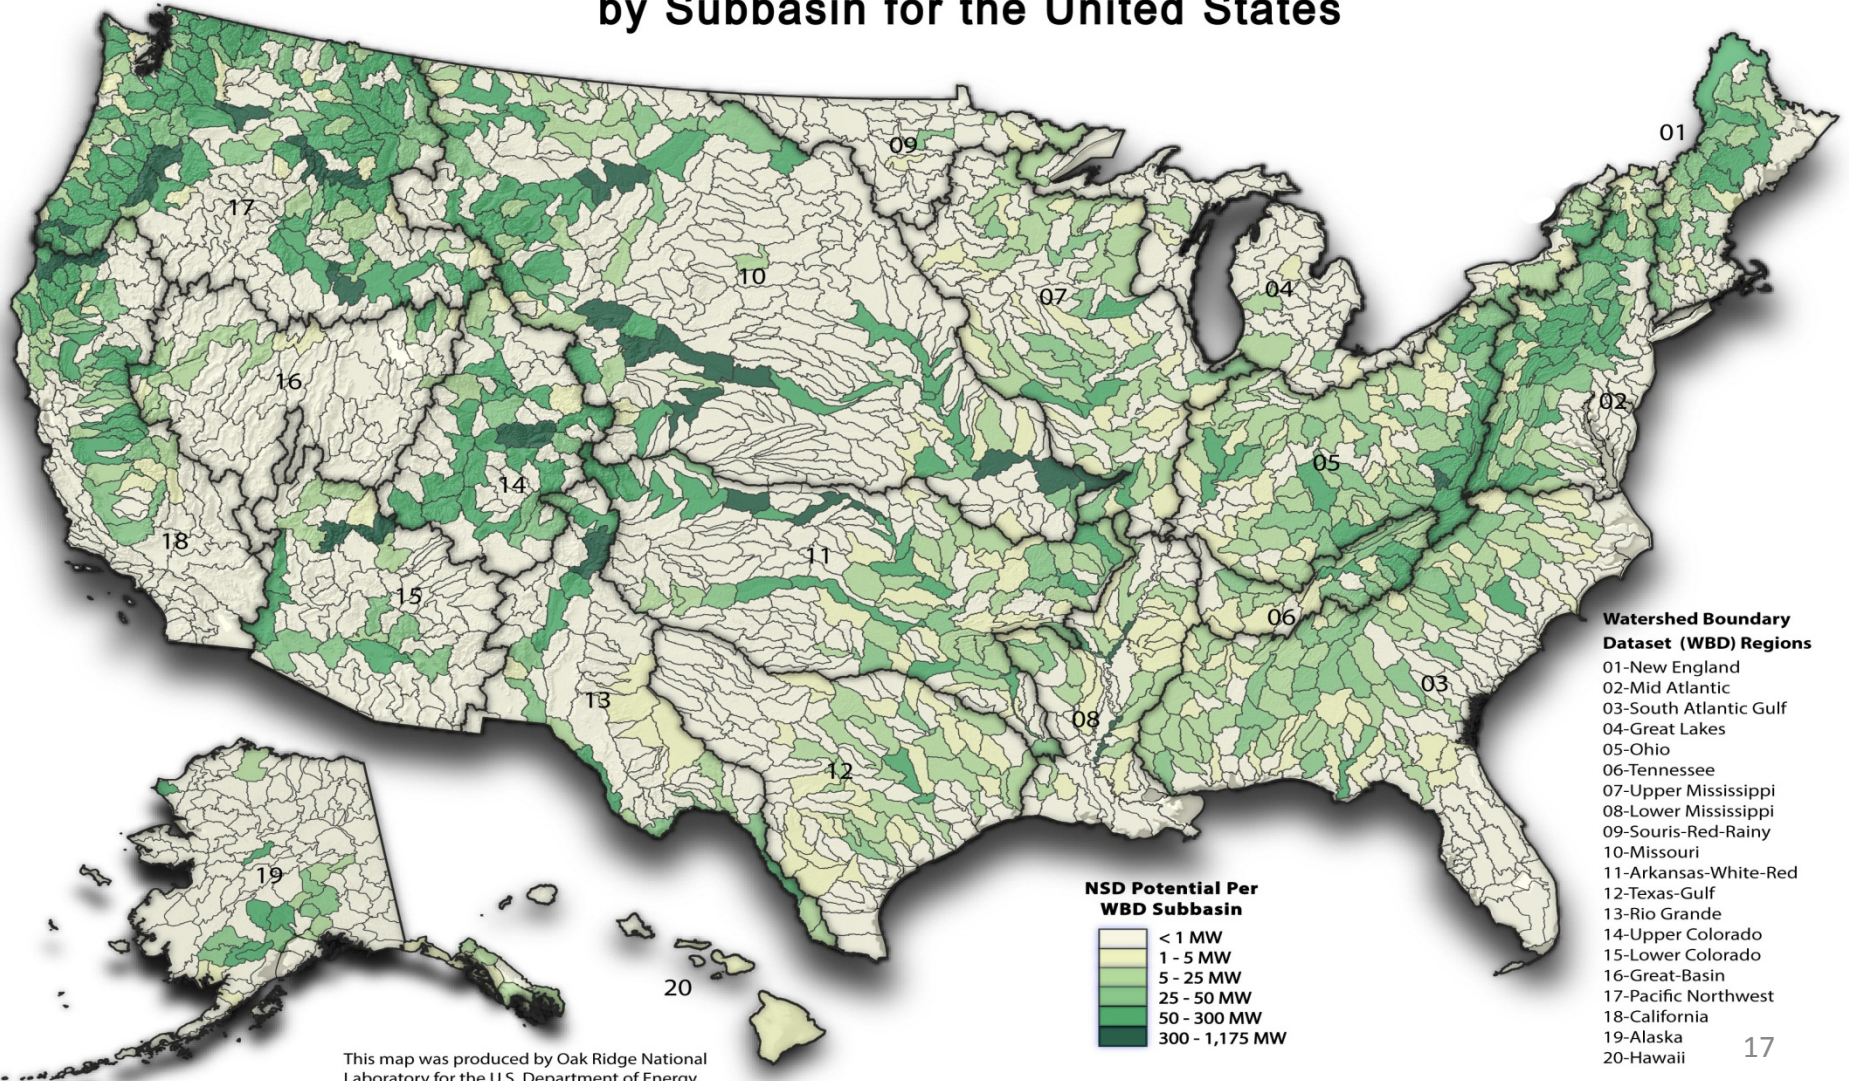 by Subbasin for the United States
01
09
17
10
07
04
16
02
05
14
18
11
15
06
03
13
08
12
19
20
Watershed Boundary
Dataset (WBD) Regions
01-New England
02-Mid Atlantic
03-South Atlantic Gulf
04-Great Lakes
05-Ohio
06-Tennessee
07-Upper Mississippi
08-Lower Mississippi
09-Souris-Red-Rainy
10-Missouri
11-Arkansas-White-Red
12-Texas-Gulf
13-Rio Grande
14-Upper Colorado
15-Lower Colorado
16-Great-Basin
17-Pacific Northwest
18-California
19-Alaska
20-Hawaii
NSD Potential Per
WBD Subbasin
< 1 MW
1 - 5 MW
5 - 25 MW
25 - 50 MW
50 - 300 MW
300 - 1,175 MW
This map was produced by Oak Ridge National
Laboratory for the U.S. Department of Energy
17